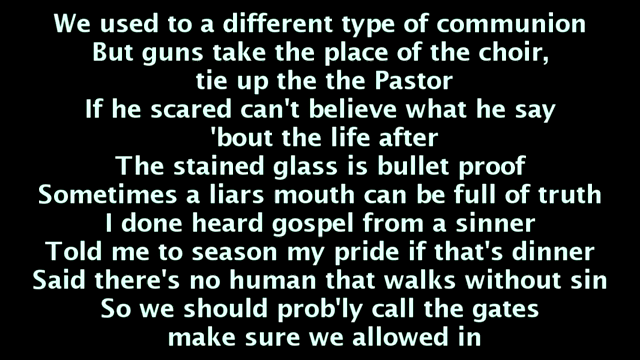 We used to a different type of communion
But guns take the place of the choir,
tie up the the Pastor
If he scared can't believe what he say
'bout the life after
The stained glass is bullet proof
Sometimes a liars mouth can be full of truth
I done heard gospel from a sinner
Told me to season my pride if that's dinner
Said there's no human that walks without sin
So we should prob'ly call the gates
make sure we allowed in